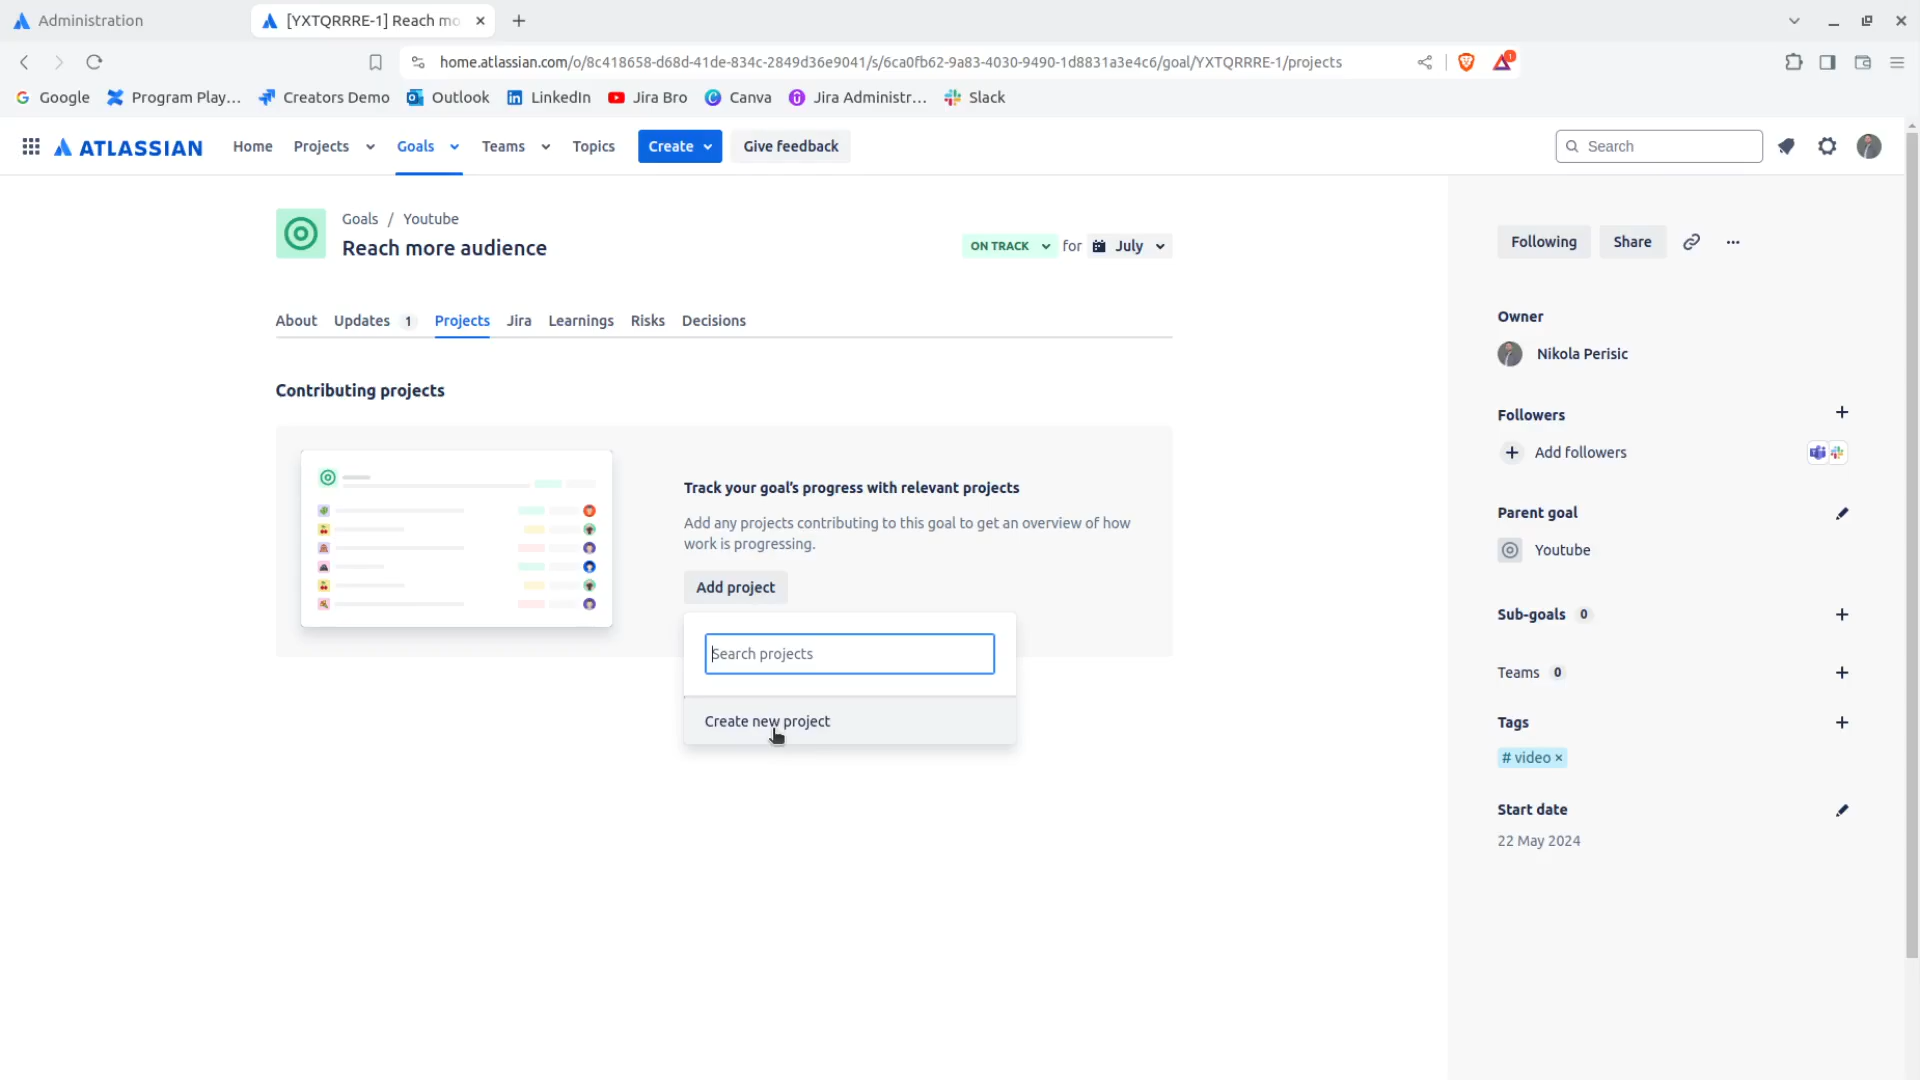 Administration
[YXTQRRRE-1] Reach mo
home.atlassian.com/o/8c418658-d68d-41de-834c-2849d36e9041/s/6ca0fb62-9a83-4030-9490-1d8831a3e4c6/goal/YXTQRRRE-1/projects
1
Google Program Play... Creators Demo Outlook LinkedIn Jira Bro Canva Jira Administr... Slack
ATLASSIAN Home Projects Goals Teams Topics Create Give feedback Search
Goals / Youtube
Reach more audience
ON TRACK for July
Following Share
About Updates 1 Projects Jira Learnings Risks Decisions
Contributing projects
Track your goal's progress with relevant projects
Add any projects contributing to this goal to get an overview of how
work is progressing.
Add project
Search projects
Create new project
Owner
Nikola Perisic
Followers
Add followers
Parent goal
Youtube
Sub-goals 0
Teams 0
Tags
# video ×
Start date
22 May 2024